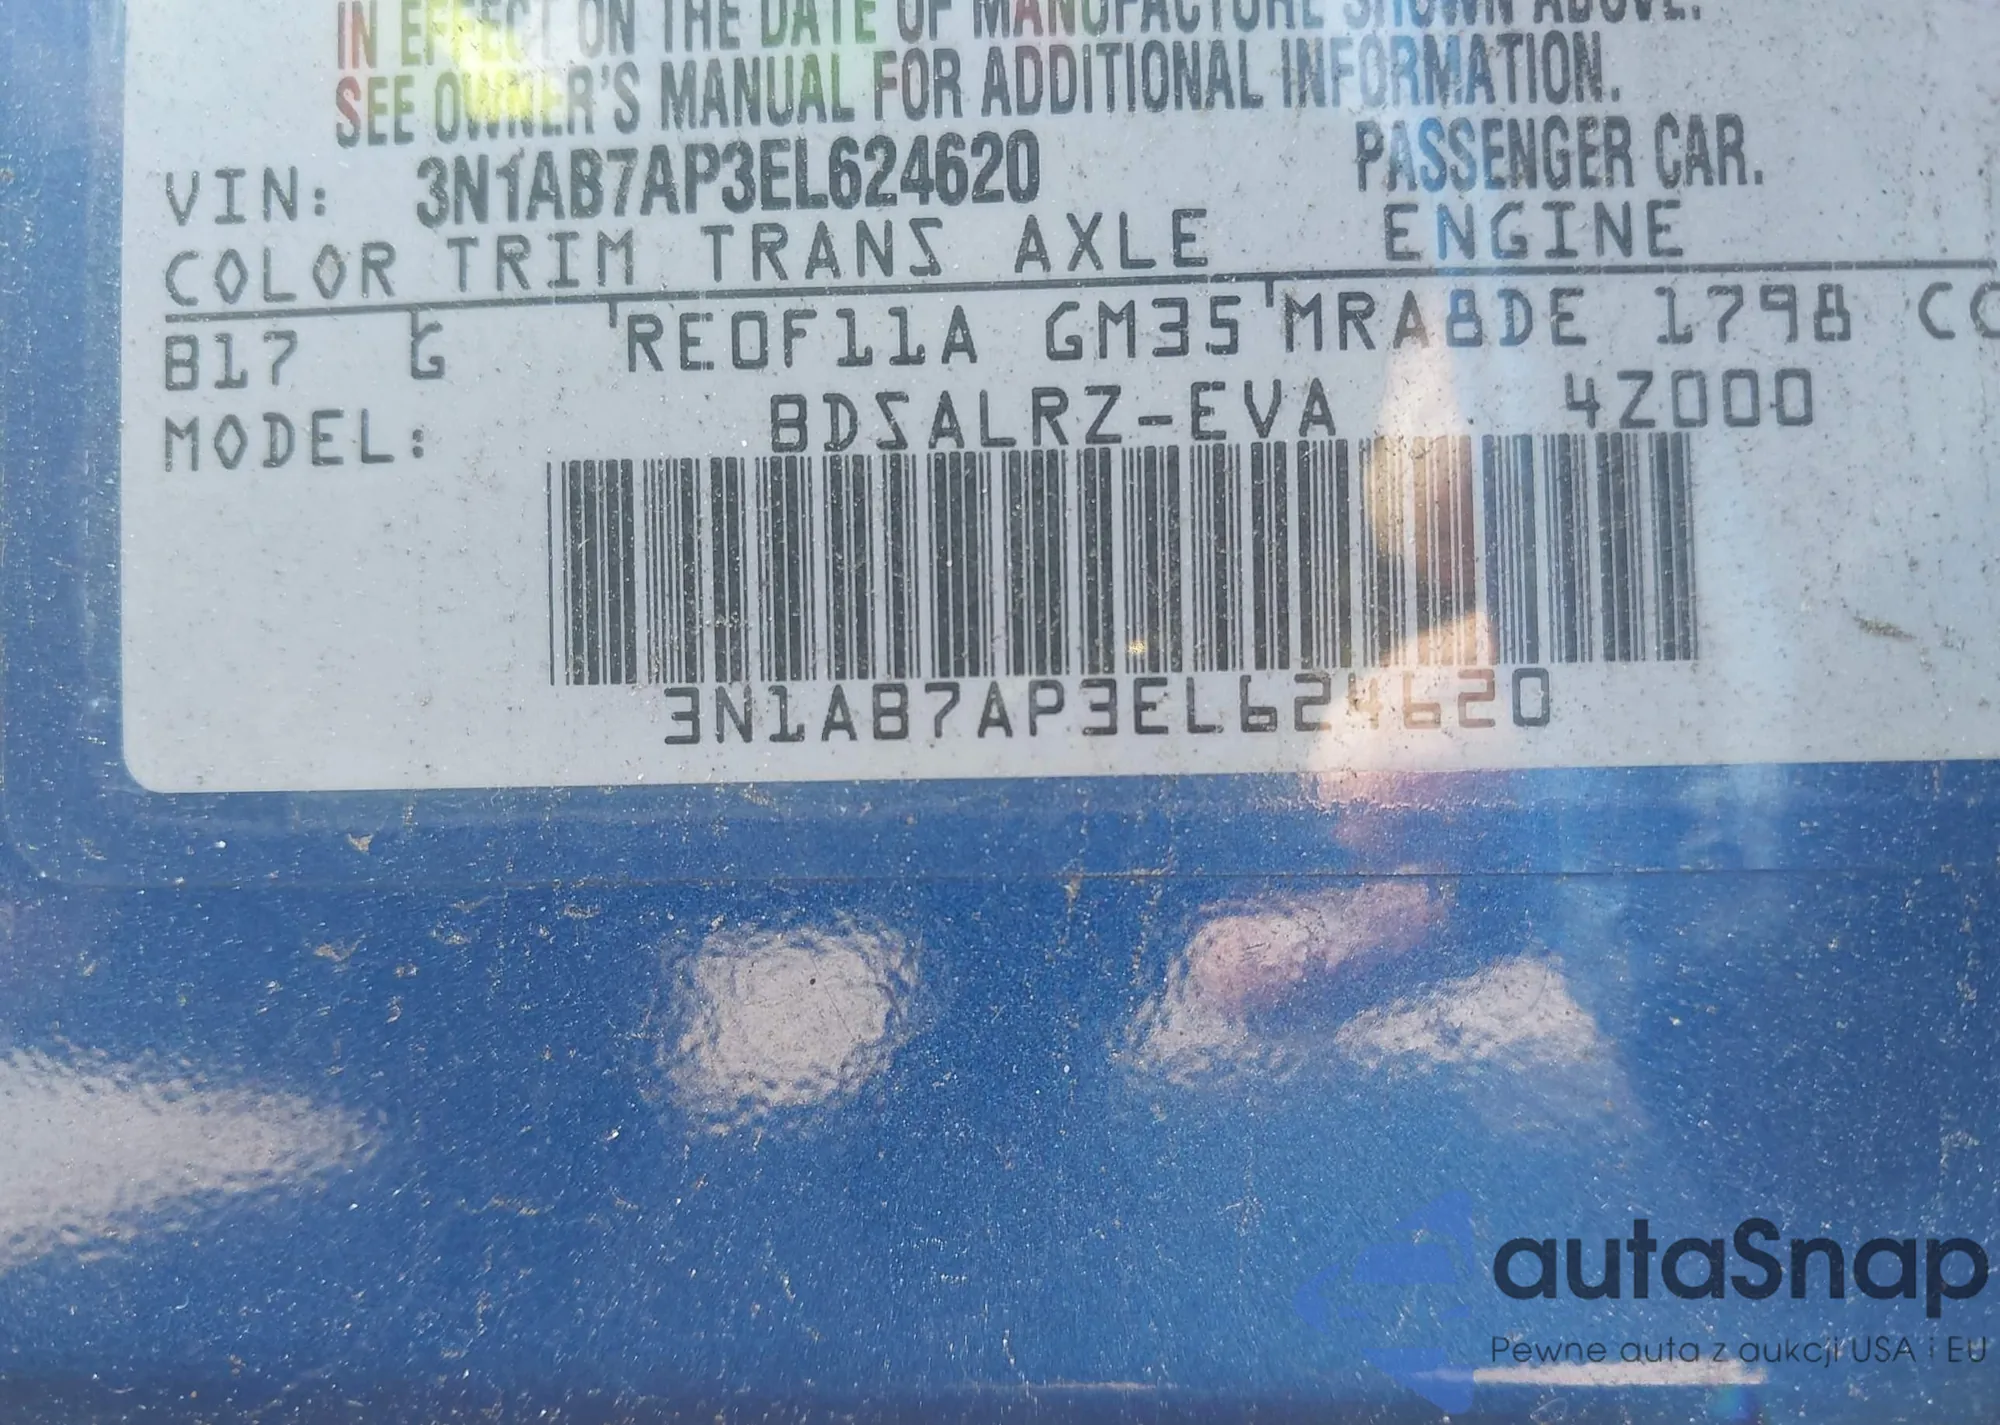 IN EFFECT ON THE DATE OF MANUFACTURE SHOWN ABOVE.
SEE OWNER'S MANUAL FOR ADDITIONAL INFORMATION.
VIN: 3N1AB7AP3EL624620 PASSENGER CAR.
COLOR TRIM TRANS AXLE ENGINE
B17 G RE0F11A GM35 MRA8DE 1798 CC
MODEL: BDSALRZ-EVA 4Z000
3N1AB7AP3EL624620
autaSnap
Pewne auta z aukcji USA i EU